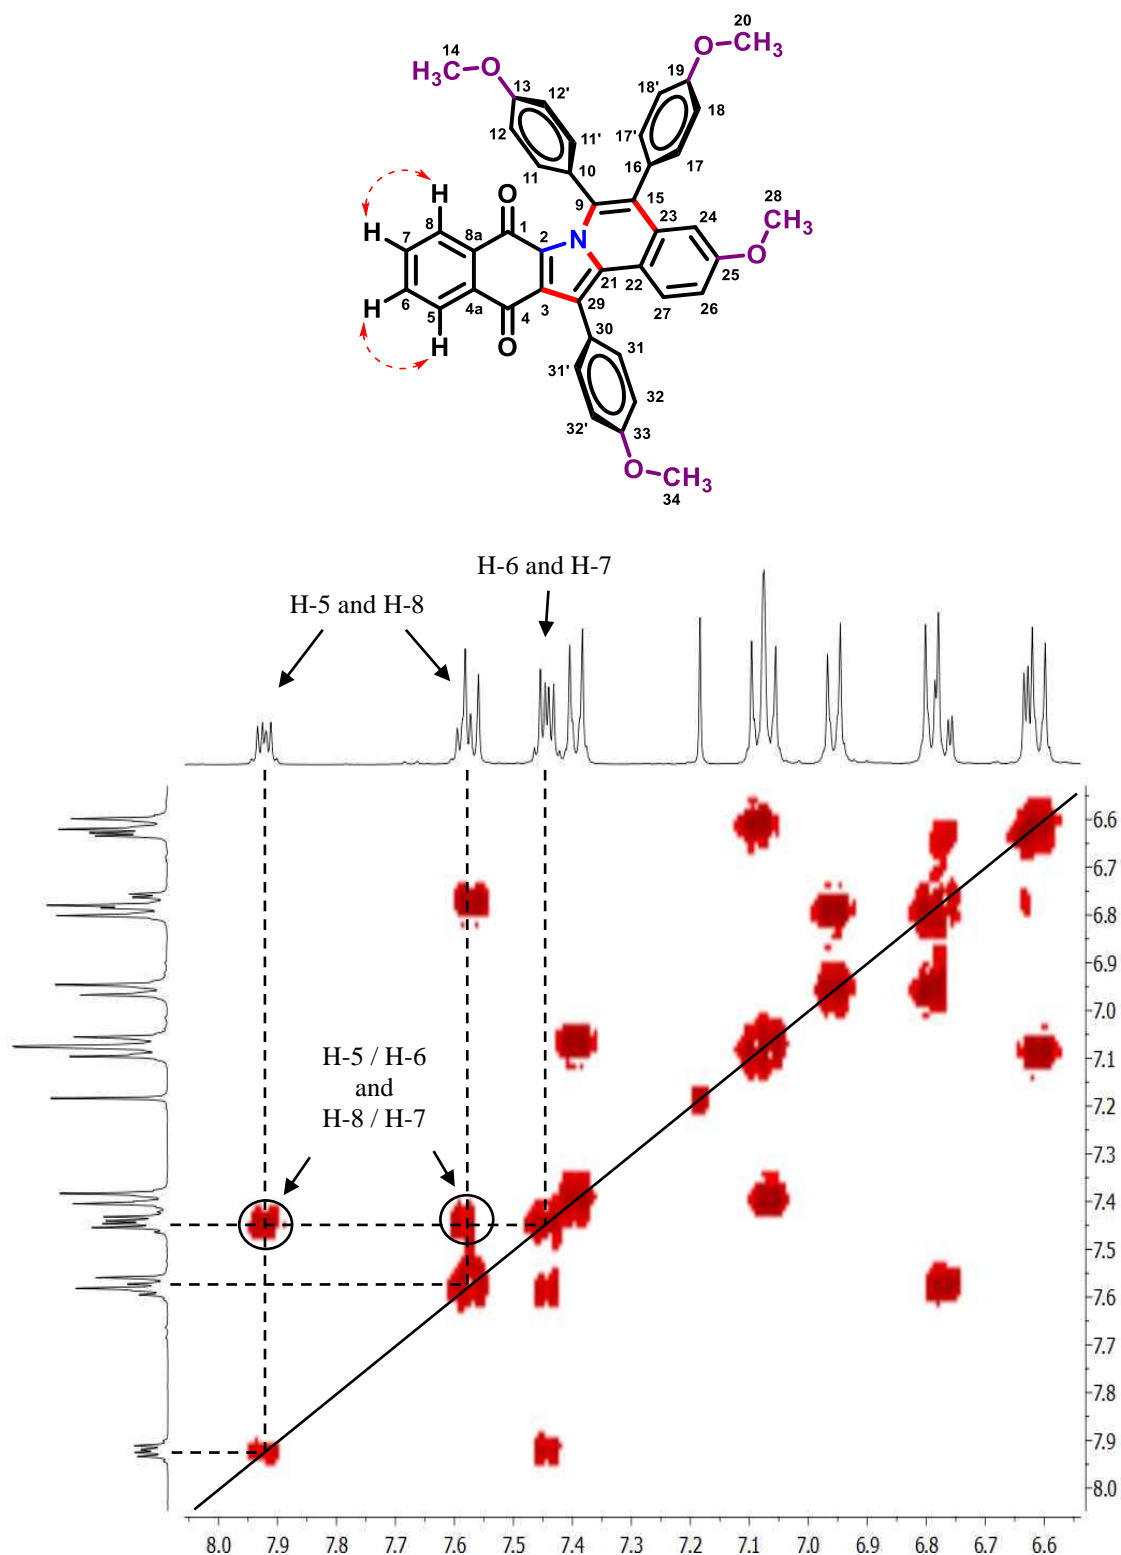 20
14
O
CH₃
H₃C
O
19
13
12'
18'
18
12
11'
17'
11
10
16
17
H
O
9
15
28
8
1
23
24
CH₃
H
7
8a
2
N
O
21
22
25
6
4a
3
29
27
26
H
5
4
30
H
O
31
31'
32
32'
33
O
CH₃
34
H-6 and H-7
H-5 and H-8
6.6
6.7
6.8
6.9
7.0
H-5 / H-6
and
H-8 / H-7
7.1
7.2
7.3
7.4
7.5
7.6
7.7
7.8
7.9
8.0
8.0 7.9 7.8 7.7 7.6 7.5 7.4 7.3 7.2 7.1 7.0 6.9 6.8 6.7 6.6